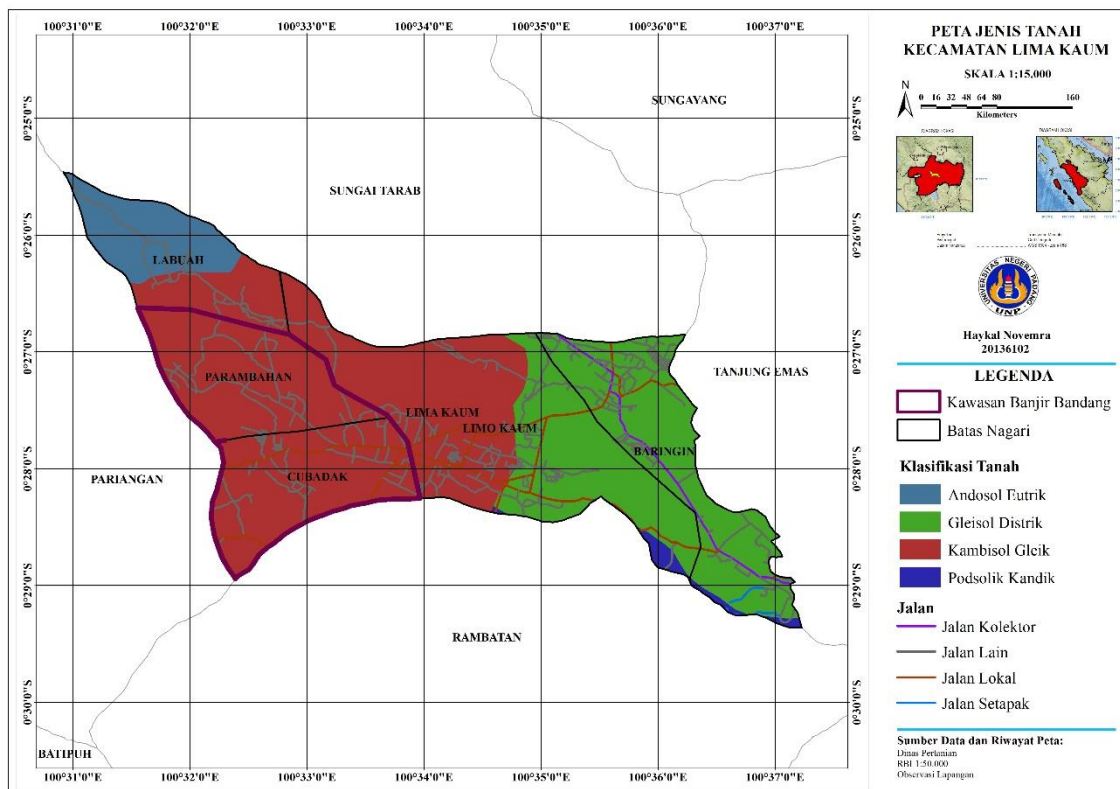 100°31'0"E 100°32'0"E 100°33'0"E 100°34'0"E 100°35'0"E 100°36'0"E 100°37'0"E
0°25'0"S 0°25'0"S
0°26'0"S 0°26'0"S
0°27'0"S 0°27'0"S
0°28'0"S 0°28'0"S
0°29'0"S 0°29'0"S
0°30'0"S 0°30'0"S
SUNGAYANG
SUNGAI TARAB
LABUAH
PARAMBAHAN
TANJUNG EMAS
LIMA KAUM
LIMO KAUM
BARINGIN
PARIANGAN
CUBADAK
RAMBATAN
BATIPUH
100°31'0"E 100°32'0"E 100°33'0"E 100°34'0"E 100°35'0"E 100°36'0"E 100°37'0"E
PETA JENIS TANAH
KECAMATAN LIMA KAUM
SKALA 1:15,000
N
0 16 32 48 64 80 160
Kilometers
UNIVERSITAS NEGERI PADANG
UNP
Haykal Novemra
20136102
LEGENDA
Kawasan Banjir Bandang
Batas Nagari
Klasifikasi Tanah
Andosol Eutrik
Gleisol Distrik
Kambisol Gleik
Podsolik Kandik
Jalan
Jalan Kolektor
Jalan Lain
Jalan Lokal
Jalan Setapak
Sumber Data dan Riwayat Peta:
Dinas Pertanian
RBI 1:50.000
Observasi Lapangan